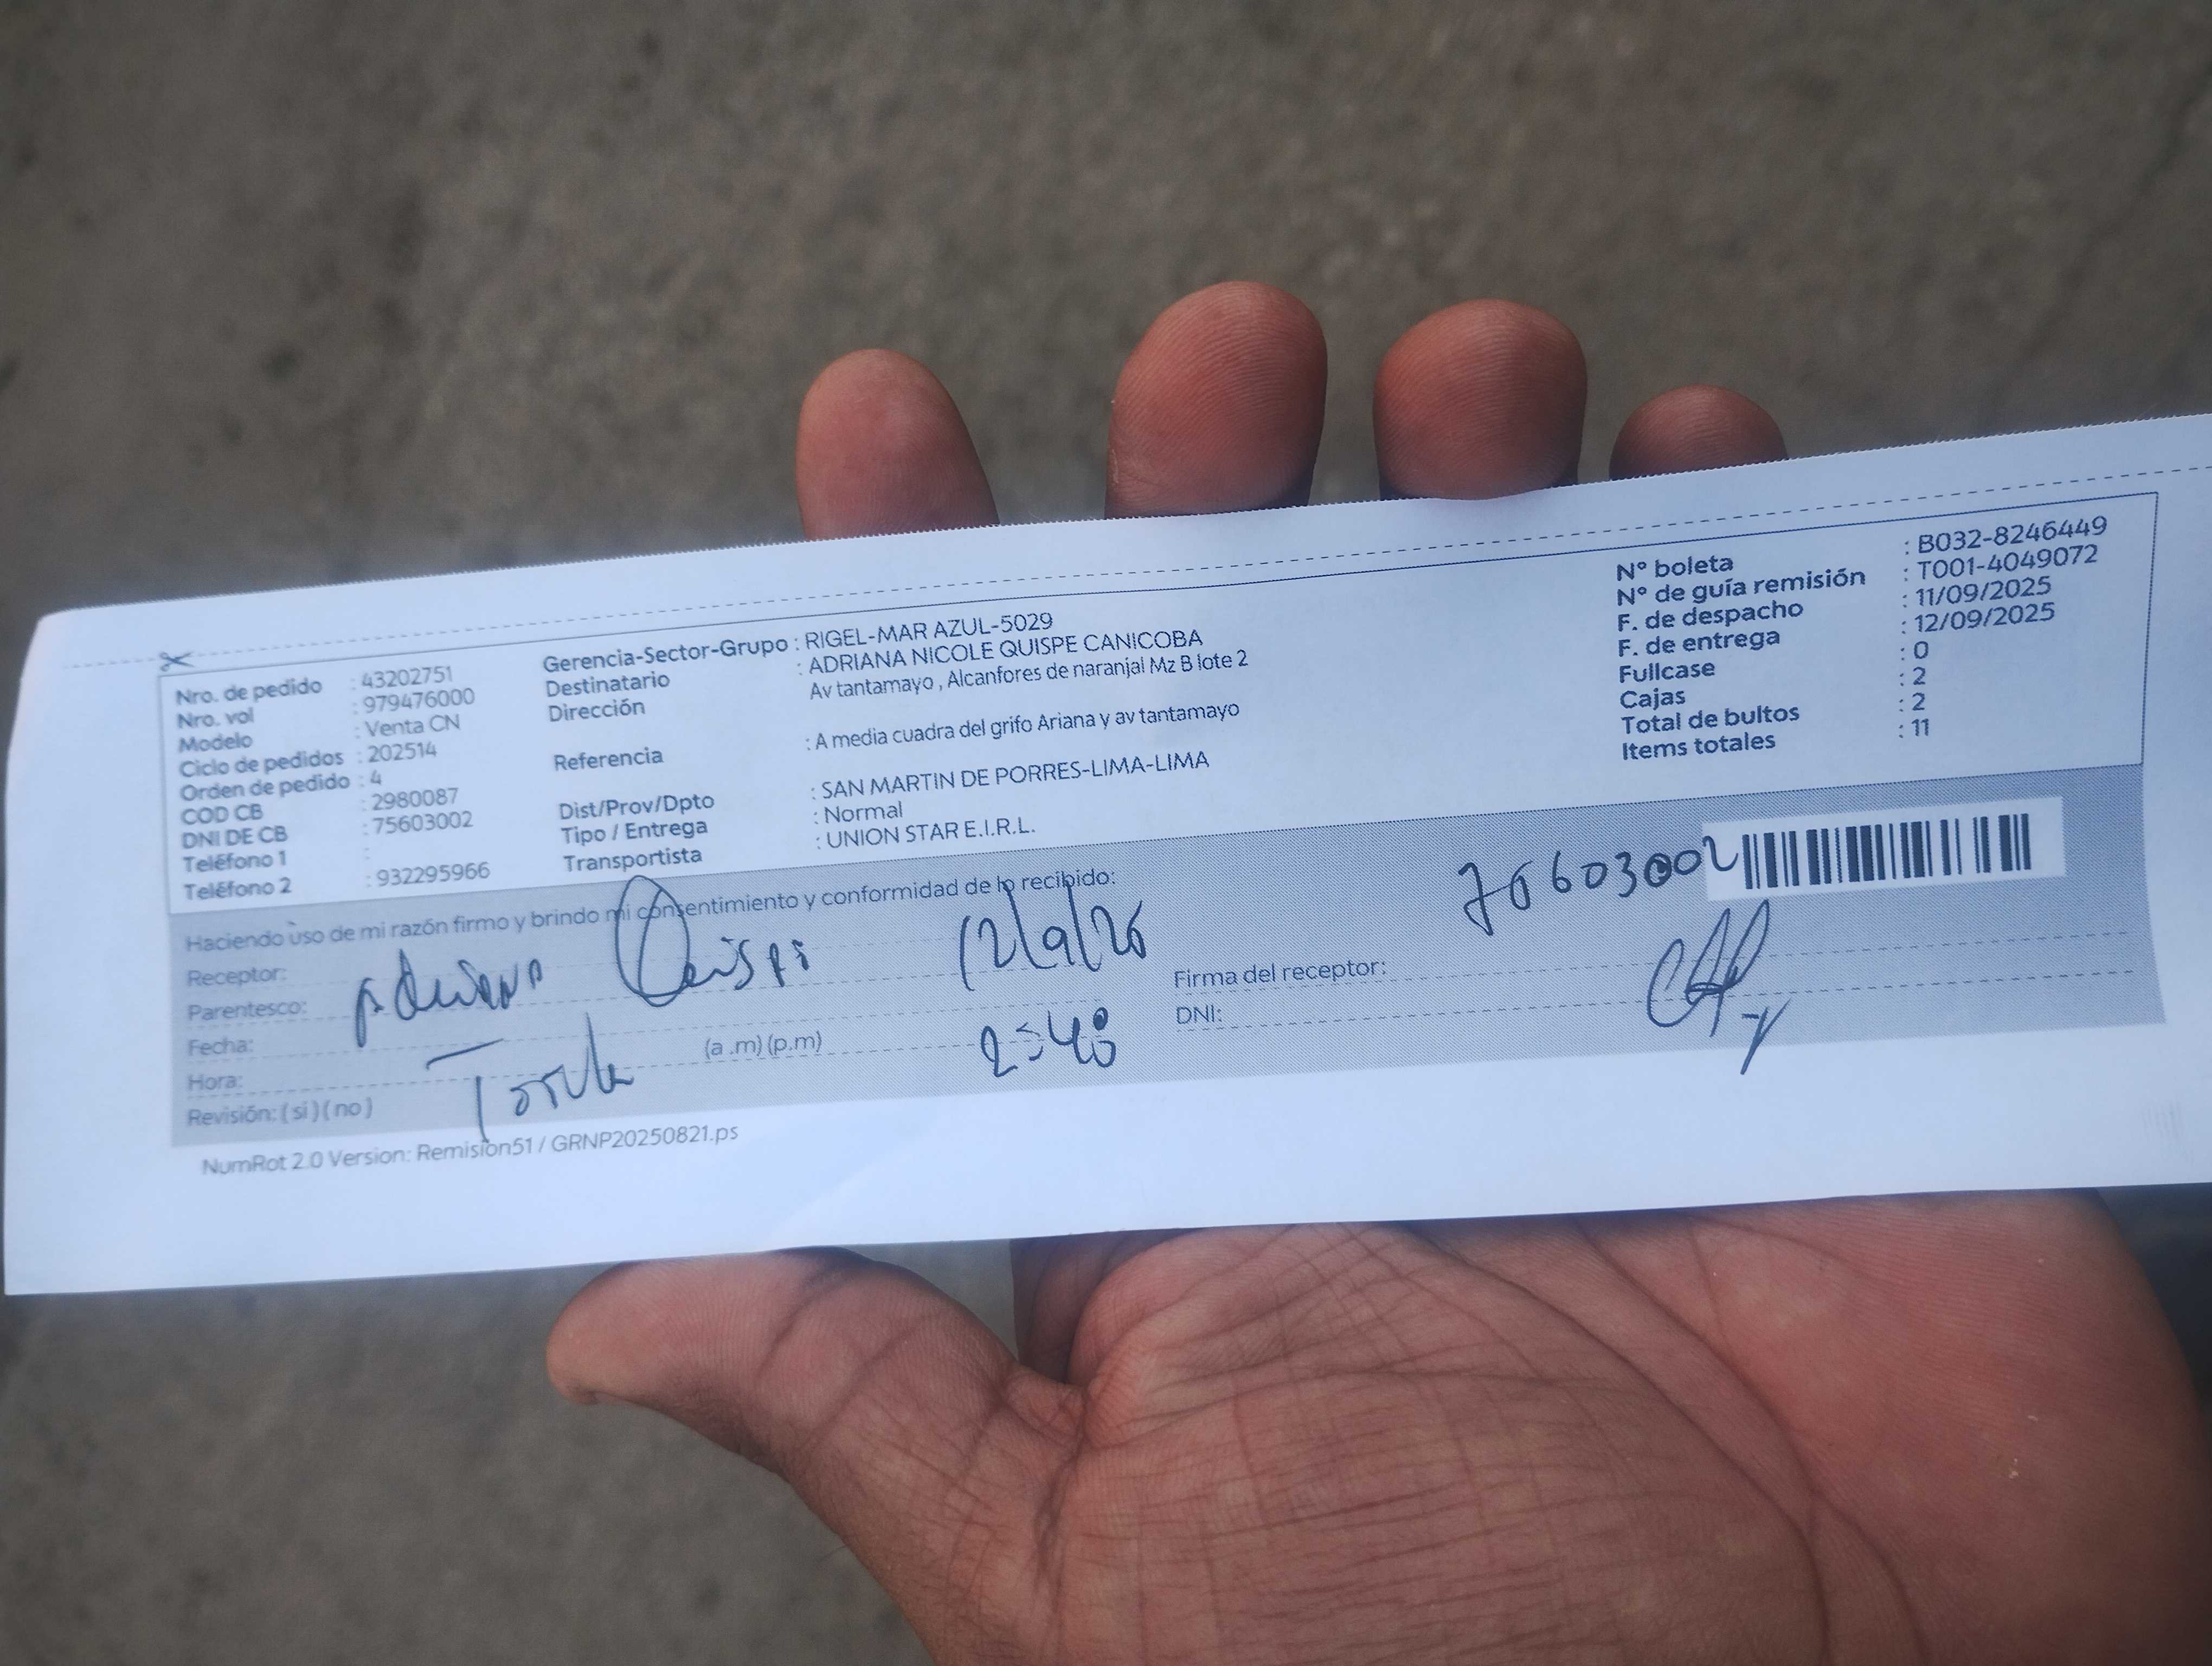 Nro. de pedido : 43202751
Nro. vol : 979476000
Modelo : Venta CN
Ciclo de pedidos : 202514
Orden de pedido : 4
COD CB : 2980087
DNI DE CB : 75603002
Teléfono 1 :
Teléfono 2 : 932295966
Gerencia-Sector-Grupo : RIGEL-MAR AZUL-5029
Destinatario : ADRIANA NICOLE QUISPE CANICOBA
Dirección Av tantamayo , Alcanfores de naranjal Mz B lote 2
Referencia : A media cuadra del grifo Ariana y av tantamayo
Dist/Prov/Dpto : SAN MARTIN DE PORRES-LIMA-LIMA
Tipo / Entrega : Normal
Transportista : UNION STAR E.I.R.L.
N° boleta : B032-8246449
N° de guía remisión : T001-4049072
F. de despacho : 11/09/2025
F. de entrega : 12/09/2025
Fullcase : 0
Cajas : 2
Total de bultos : 2
Items totales : 11
Haciendo uso de mi razón firmo y brindo mi consentimiento y conformidad de lo recibido:
Receptor:
Parentesco: Adriana Quispe 12/9/25
Fecha:
Hora: (a .m) (p.m) 2:40
Revisión: ( si ) ( no )
75603002
Firma del receptor:
DNI:
NumRot 2.0 Version: Remision51 / GRNP20250821.ps